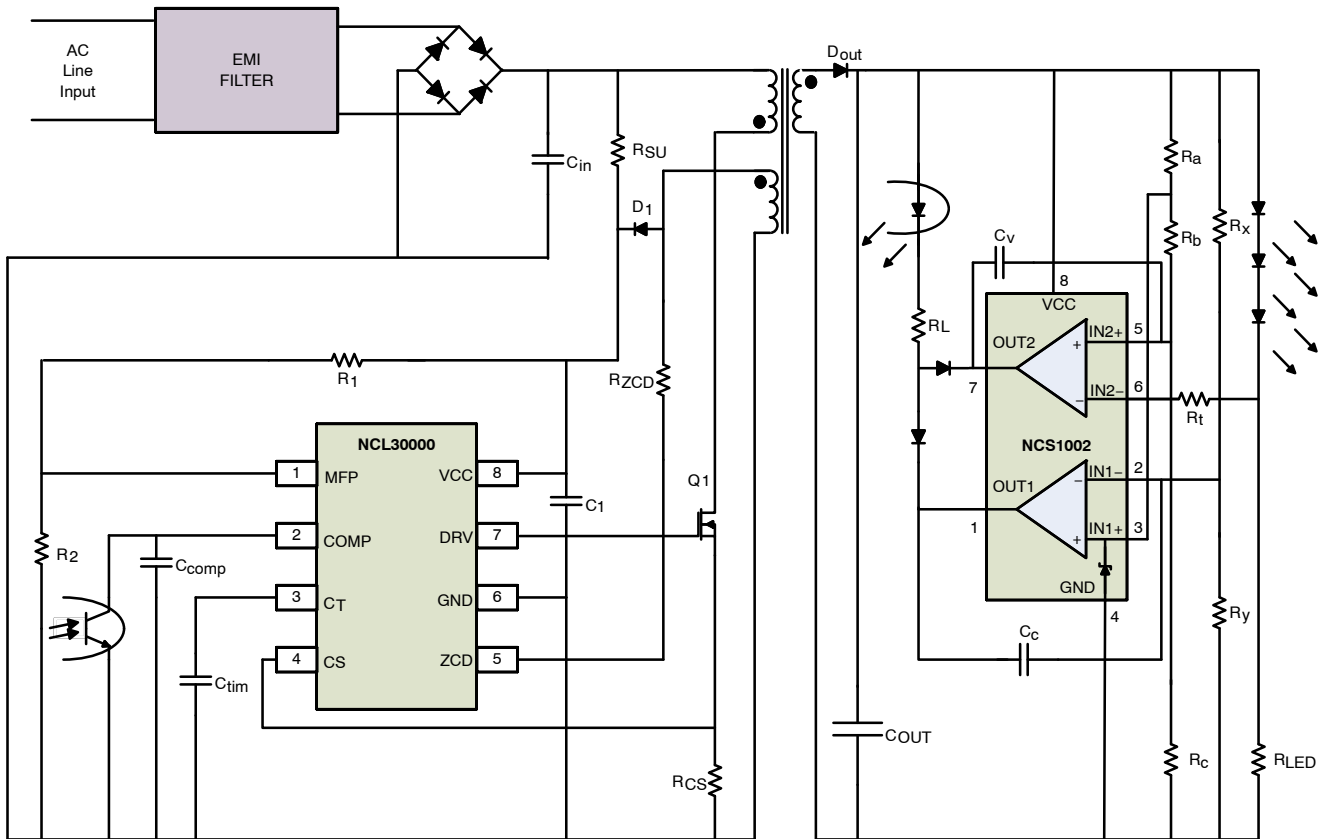 AC
Line
Input
EMI
FILTER
Cin
RSU
D1
Dout
Ra
Rb
Rx
Cv
8
VCC
RL
OUT2
7
IN2+
5
+
IN2−
6
−
Rt
NCS1002
OUT1
1
IN1−
2
−
IN1+
3
+
GND
4
Cc
Ry
COUT
Rc
RLED
R1
RZCD
NCL30000
1
MFP
VCC
8
C1
Q1
2
COMP
DRV
7
R2
Ccomp
3
CT
GND
6
4
CS
ZCD
5
Ctim
RCS